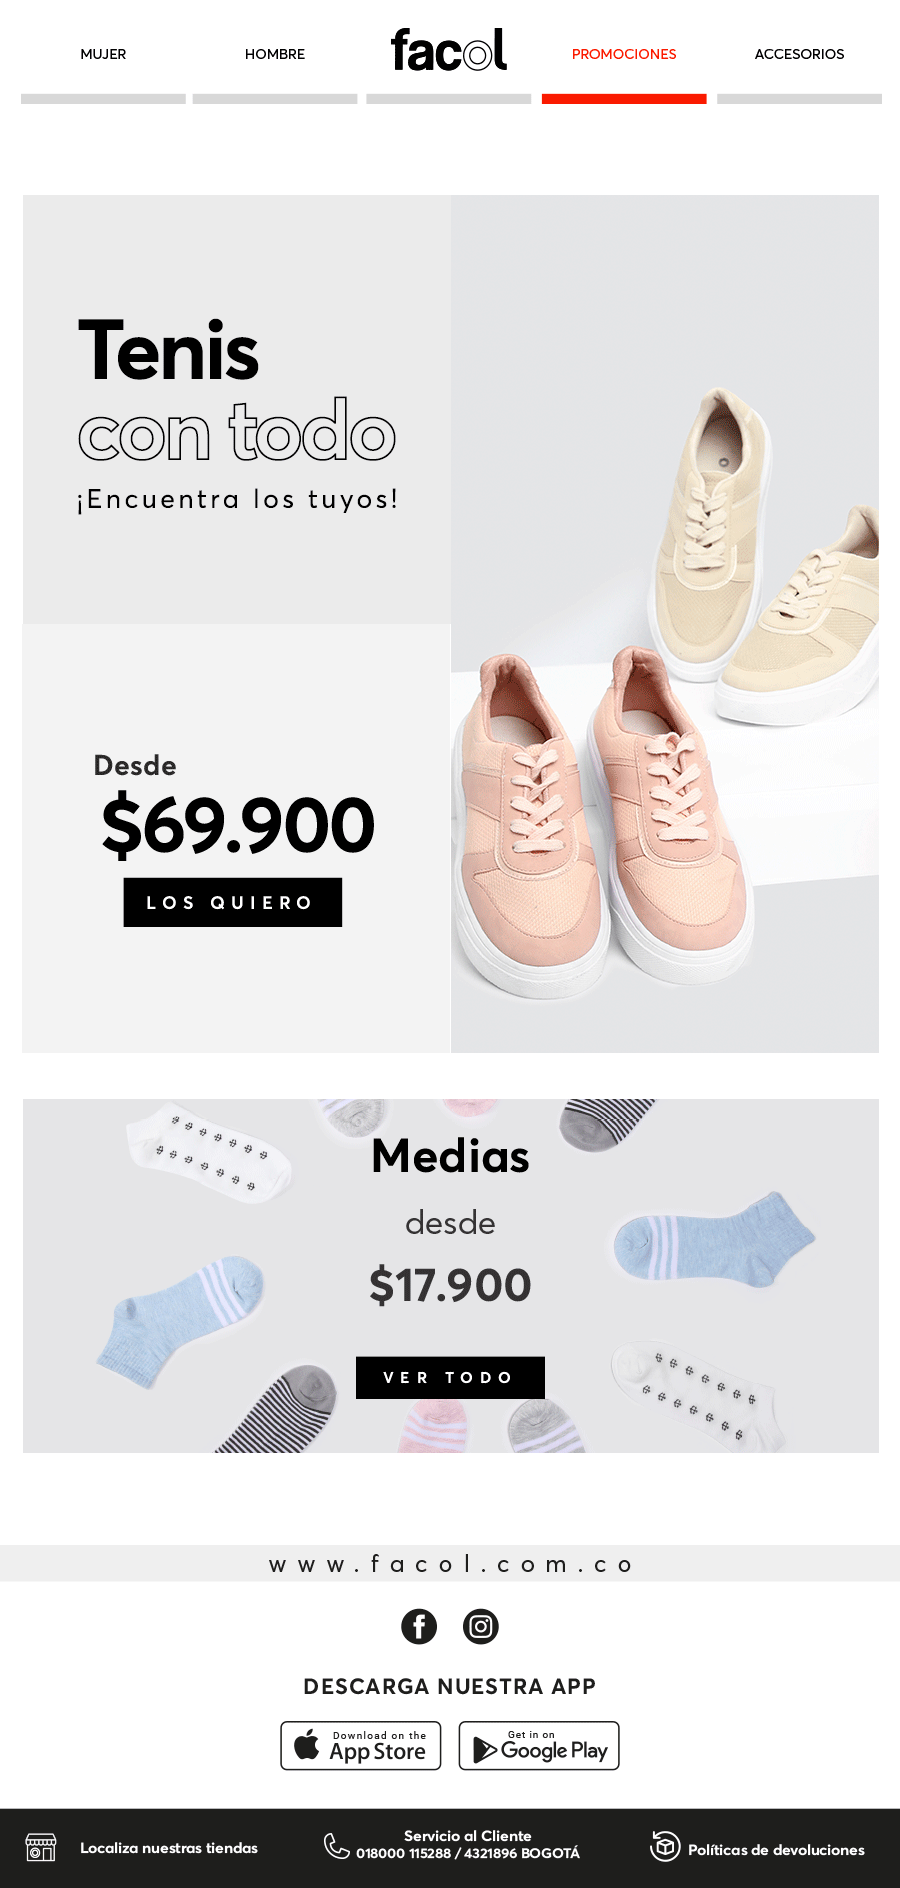 MUJER
HOMBRE
facol
PROMOCIONES
ACCESORIOS
Tenis
con todo
¡Encuentra los tuyos!
Desde
$69.900
LOS QUIERO
Medias
desde
$17.900
VER TODO
www.facol.com.co
DESCARGA NUESTRA APP
Download on the
App Store
Get in on
Google Play
Localiza nuestras tiendas
Servicio al Cliente
018000 115288 / 4321896 BOGOTÁ
Políticas de devoluciones